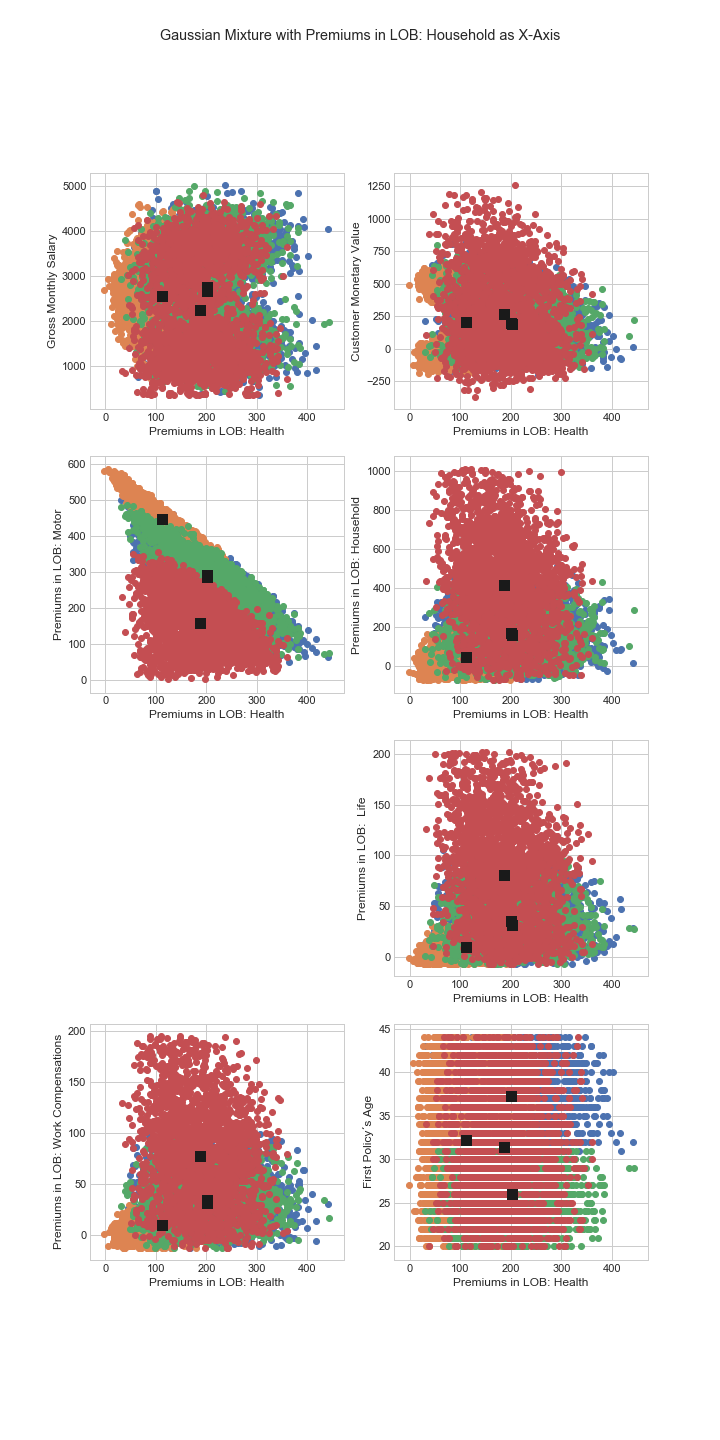 Gaussian Mixture with Premiums in LOB: Household as X-Axis
5000
4000
3000
2000
1000
Gross Monthly Salary
0 100 200 300 400
Premiums in LOB: Health
1250
1000
750
500
250
0
−250
Customer Monetary Value
0 100 200 300 400
Premiums in LOB: Health
600
500
400
300
200
100
0
Premiums in LOB: Motor
0 100 200 300 400
Premiums in LOB: Health
1000
800
600
400
200
0
Premiums in LOB: Household
0 100 200 300 400
Premiums in LOB: Health
200
150
100
50
0
Premiums in LOB:  Life
0 100 200 300 400
Premiums in LOB: Health
200
150
100
50
0
Premiums in LOB: Work Compensations
0 100 200 300 400
Premiums in LOB: Health
45
40
35
30
25
20
First Policy´s Age
0 100 200 300 400
Premiums in LOB: Health